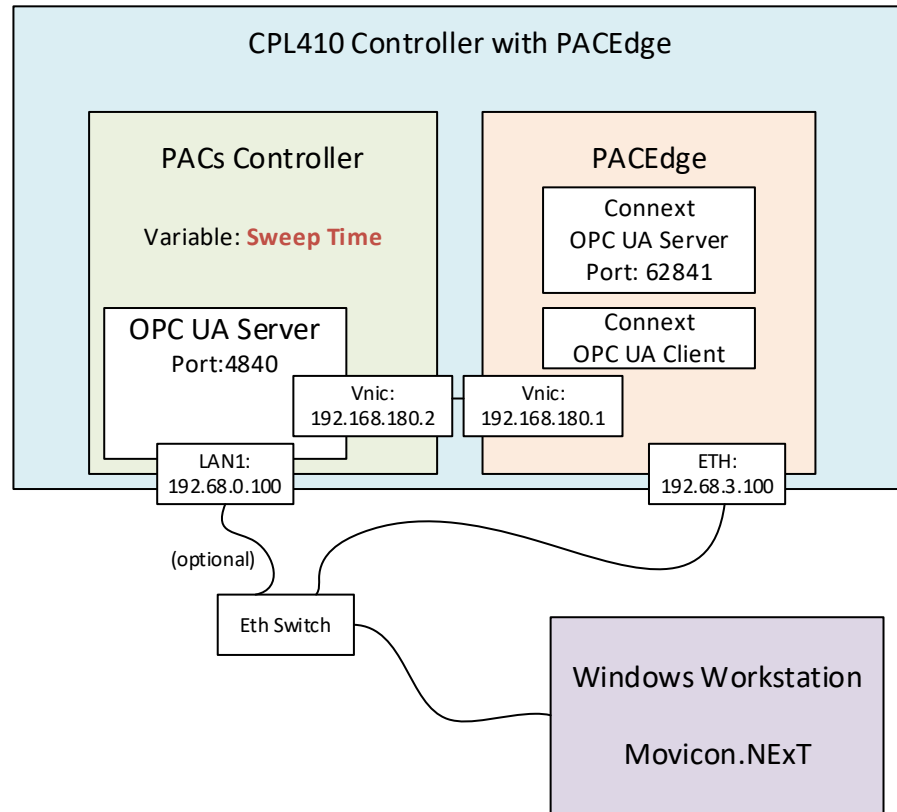 CPL410 Controller with PACEdge
PACs Controller
Variable: Sweep Time
OPC UA Server
Port:4840
Vnic:
192.168.180.2
LAN1:
192.68.0.100
PACEdge
Connext
OPC UA Server
Port: 62841
Connext
OPC UA Client
Vnic:
192.168.180.1
ETH:
192.68.3.100
(optional)
Eth Switch
Windows Workstation
Movicon.NExT